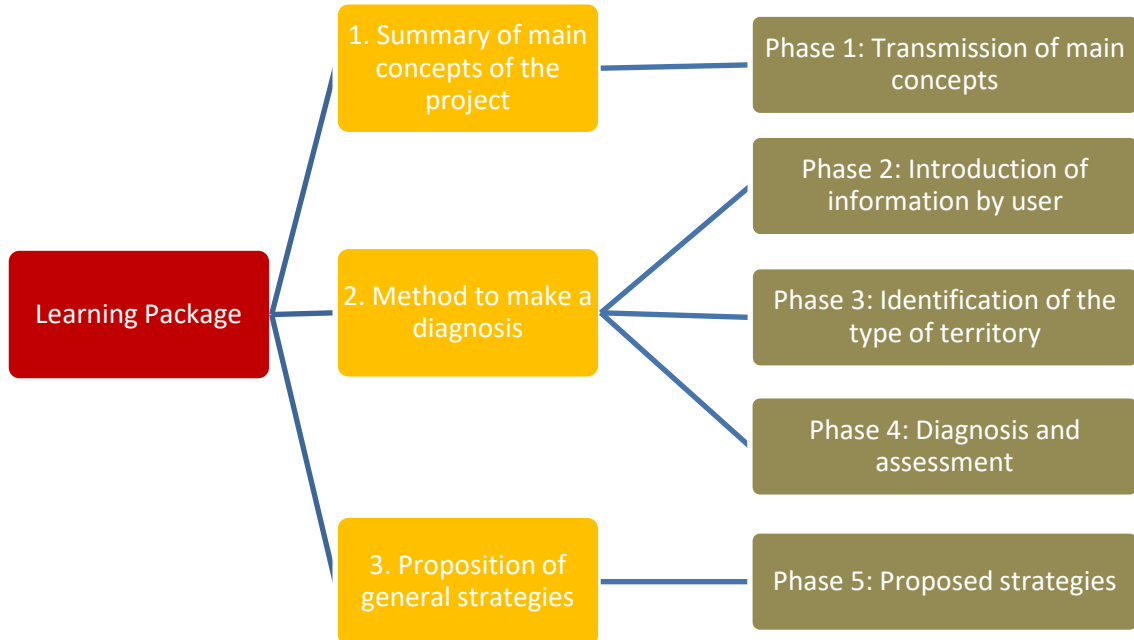 Learning Package
1. Summary of main
concepts of the
project
2. Method to make a
diagnosis
3. Proposition of
general strategies
Phase 1: Transmission of main
concepts
Phase 2: Introduction of
information by user
Phase 3: Identification of the
type of territory
Phase 4: Diagnosis and
assessment
Phase 5: Proposed strategies